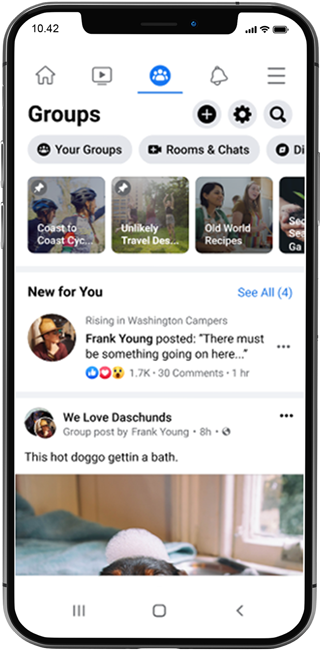 10.42
Groups
Your Groups
Rooms & Chats
Di
Coast to
Coast Cyc...
Unlikely
Travel Des...
Old World
Recipes
Sec
Sea
Ga
New for You
See All (4)
Rising in Washington Campers
Frank Young posted: “There must
be something going on here...”
1.7K · 30 Comments · 1 hr
We Love Daschunds
Group post by Frank Young · 8h ·
This hot doggo gettin a bath.